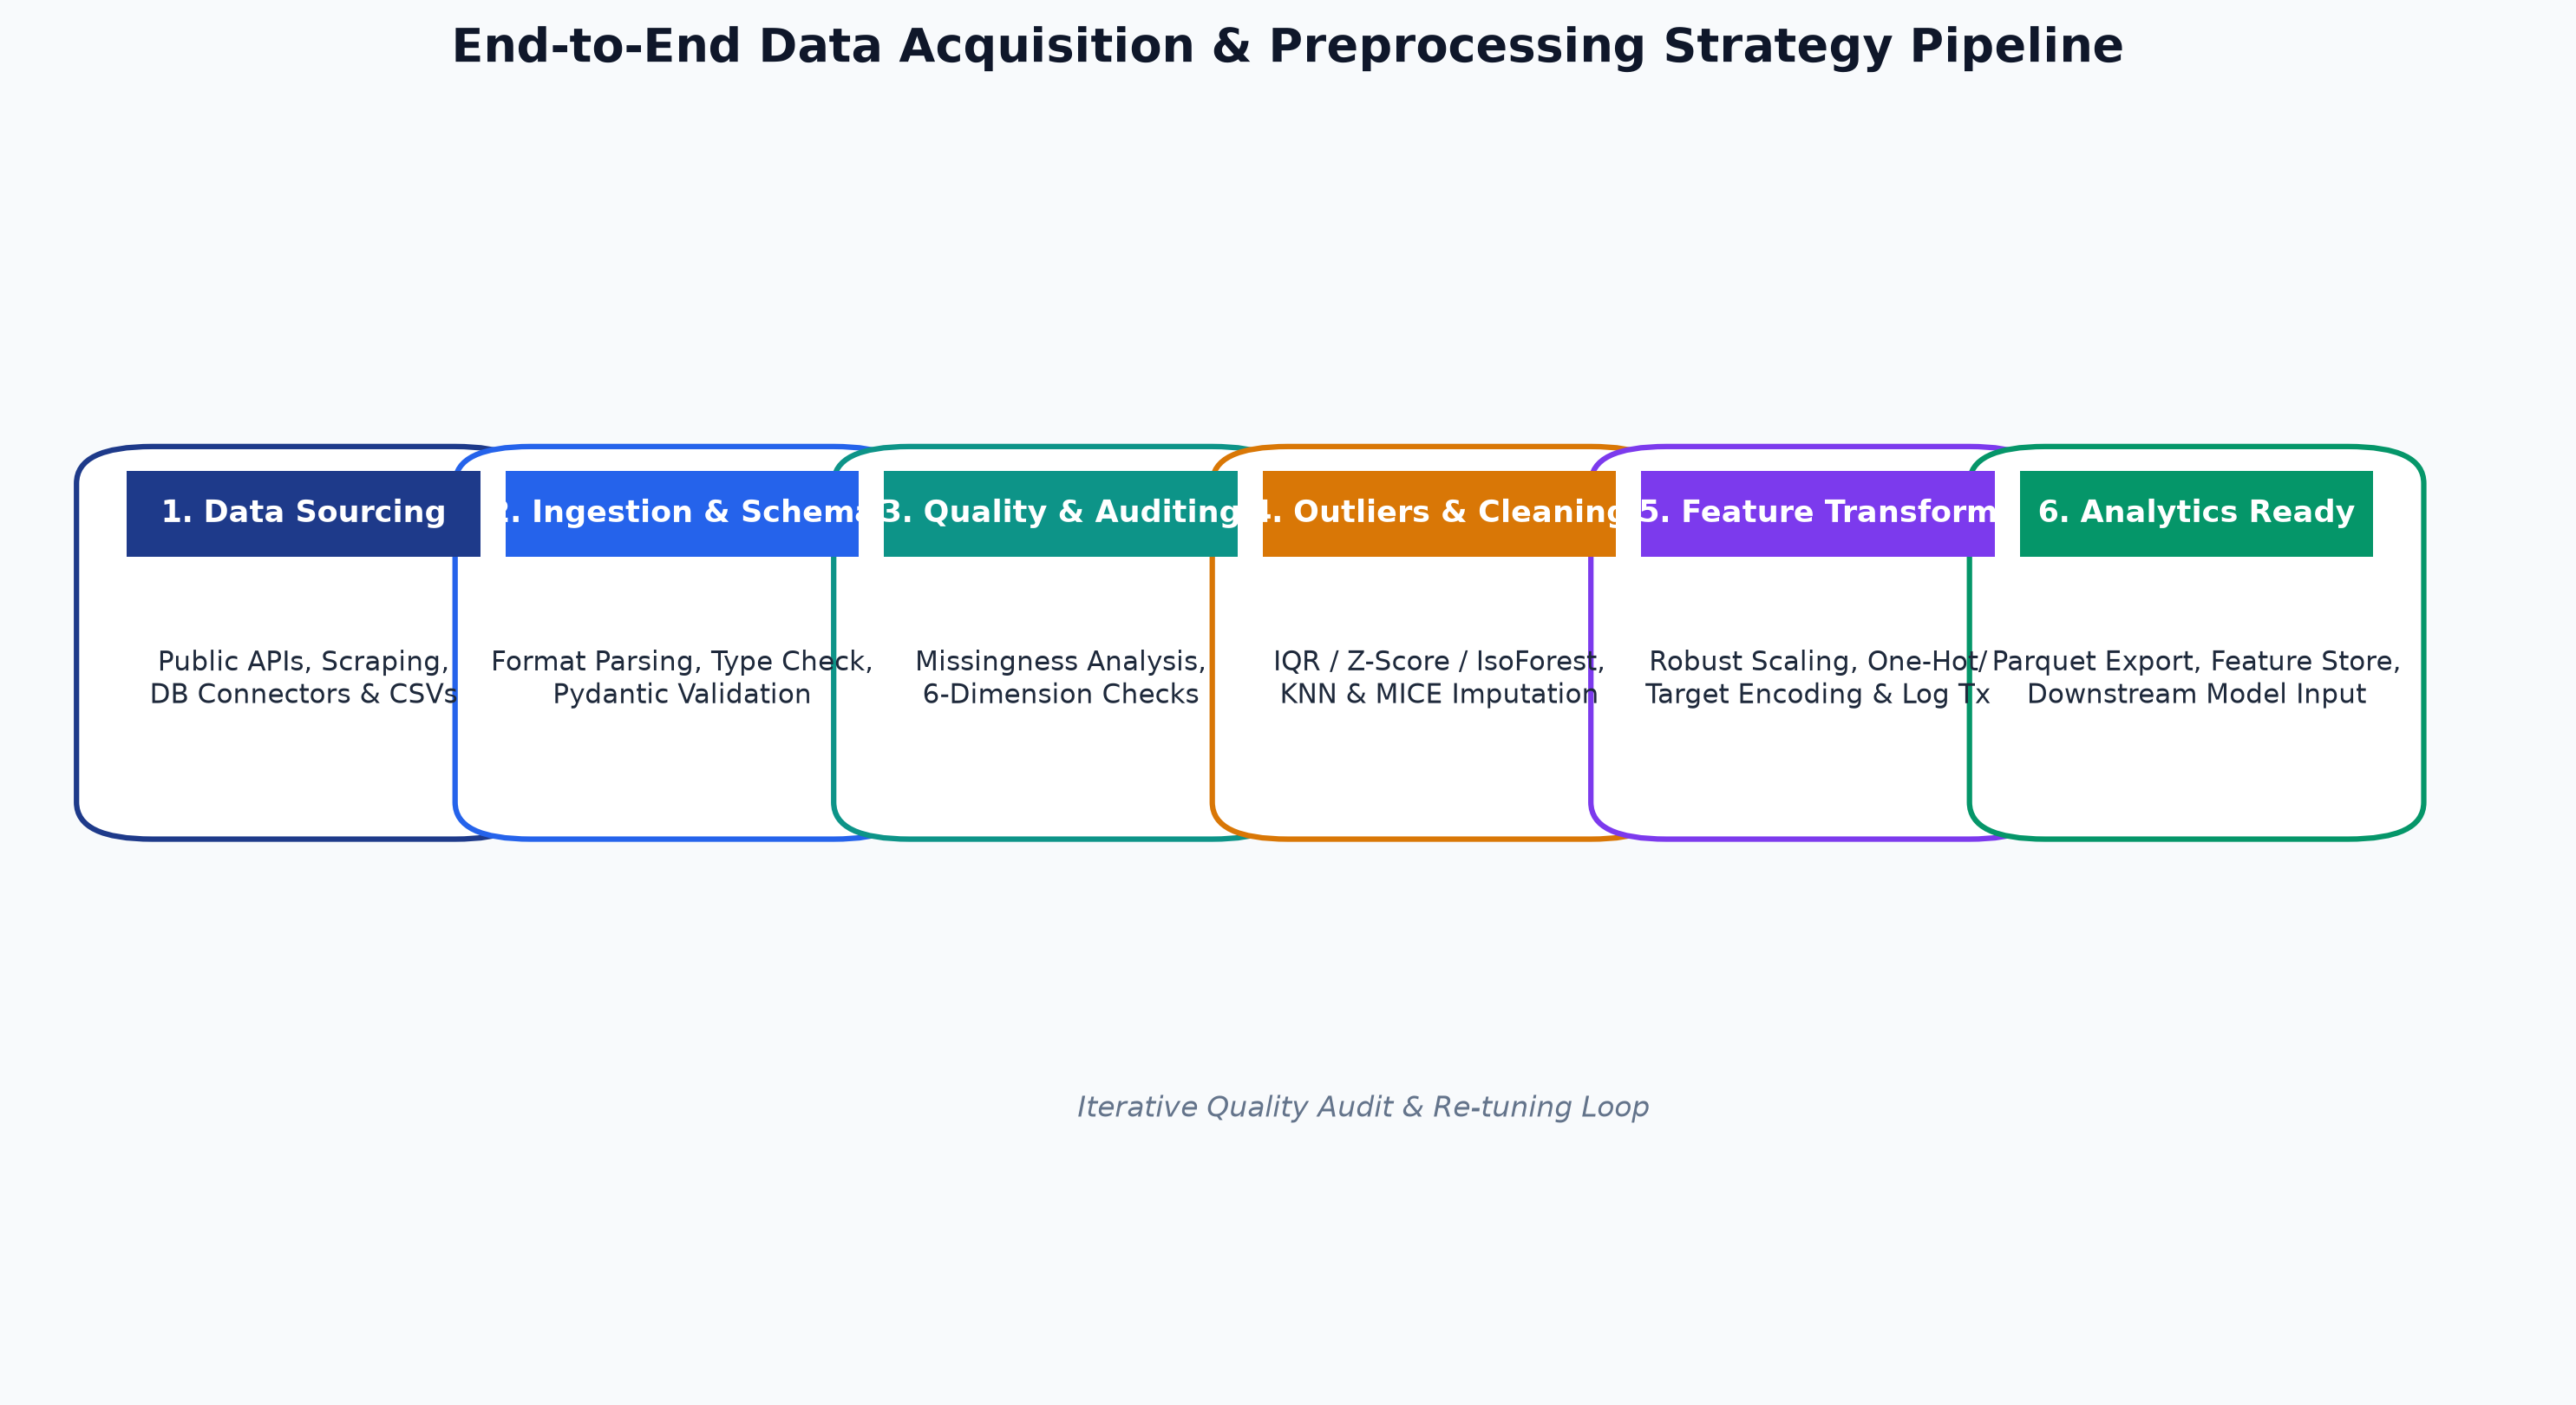 End-to-End Data Acquisition & Preprocessing Strategy Pipeline
1. Data Sourcing
Public APIs, Scraping,
DB Connectors & CSVs
2. Ingestion & Schema
Format Parsing, Type Check,
Pydantic Validation
3. Quality & Auditing
Missingness Analysis,
6-Dimension Checks
4. Outliers & Cleaning
IQR / Z-Score / IsoForest,
KNN & MICE Imputation
5. Feature Transform
Robust Scaling, One-Hot/
Target Encoding & Log Tx
6. Analytics Ready
Parquet Export, Feature Store,
Downstream Model Input
Iterative Quality Audit & Re-tuning Loop